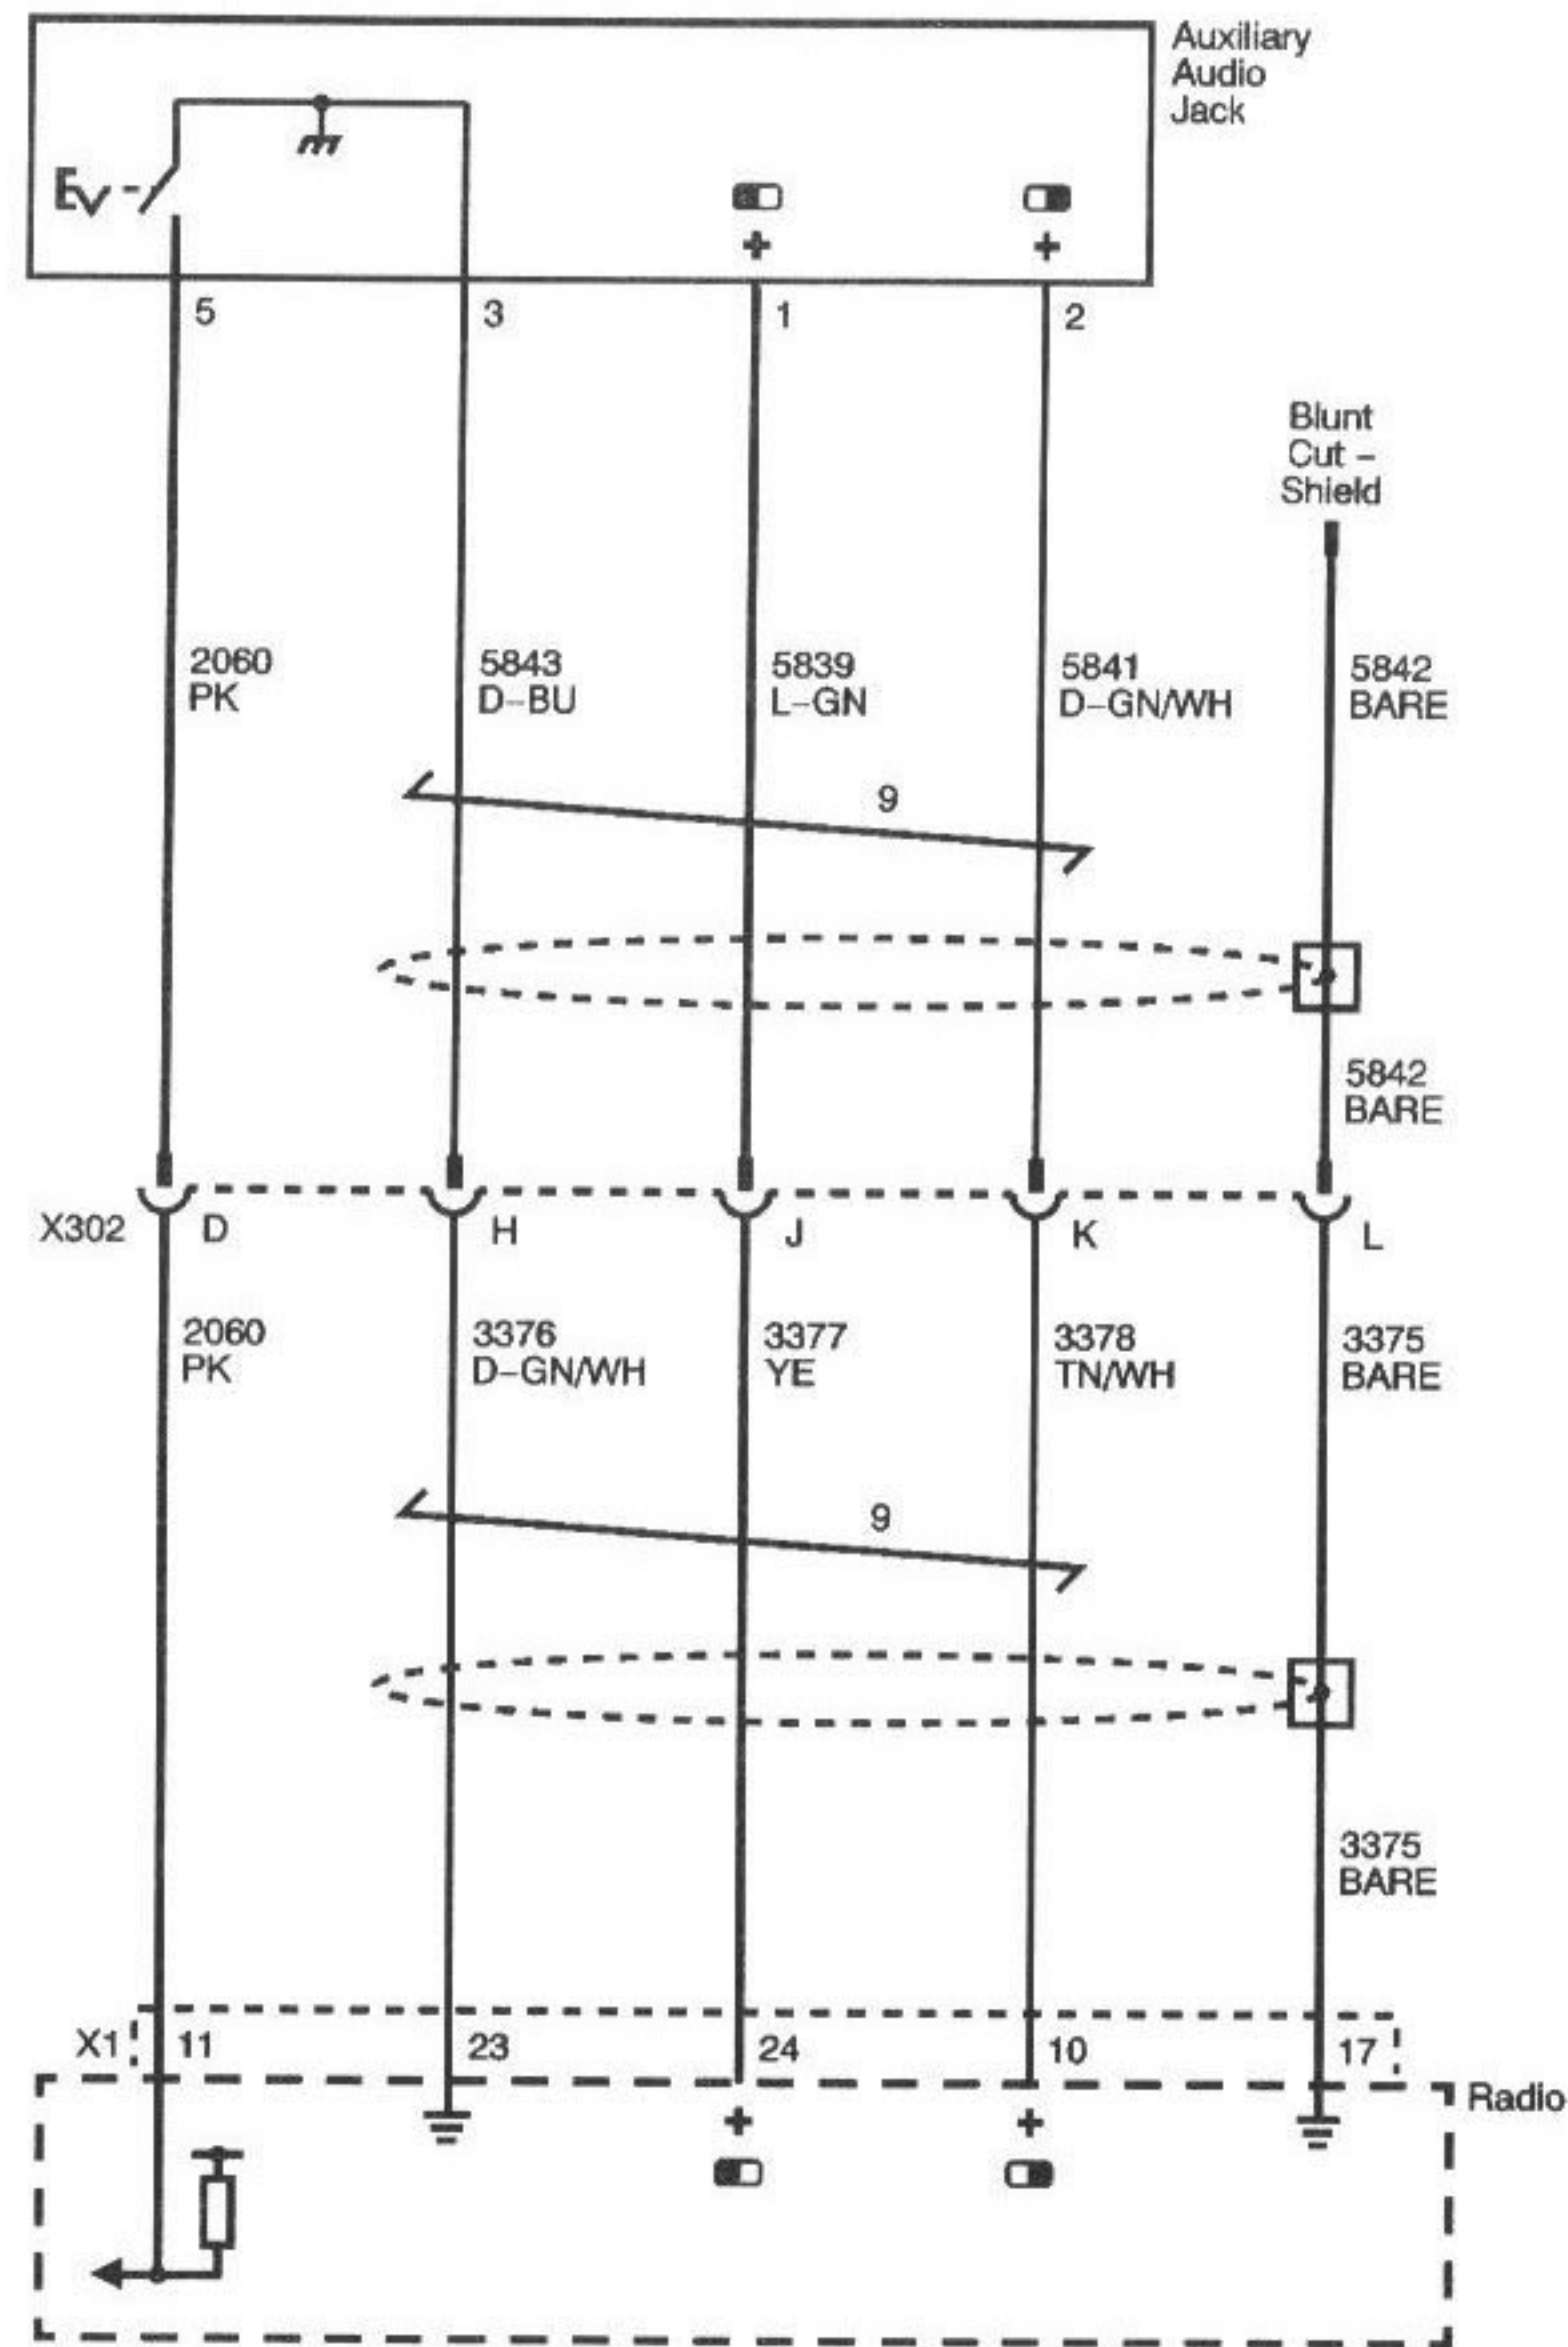 Auxiliary
Audio
Jack
5
3
1
2
Blunt
Cut –
Shield
2060
PK
5843
D–BU
5839
L–GN
5841
D–GN/WH
5842
BARE
9
5842
BARE
X302
D
H
J
K
L
2060
PK
3376
D–GN/WH
3377
YE
3378
TN/WH
3375
BARE
9
3375
BARE
X1
11
23
24
10
17
Radio